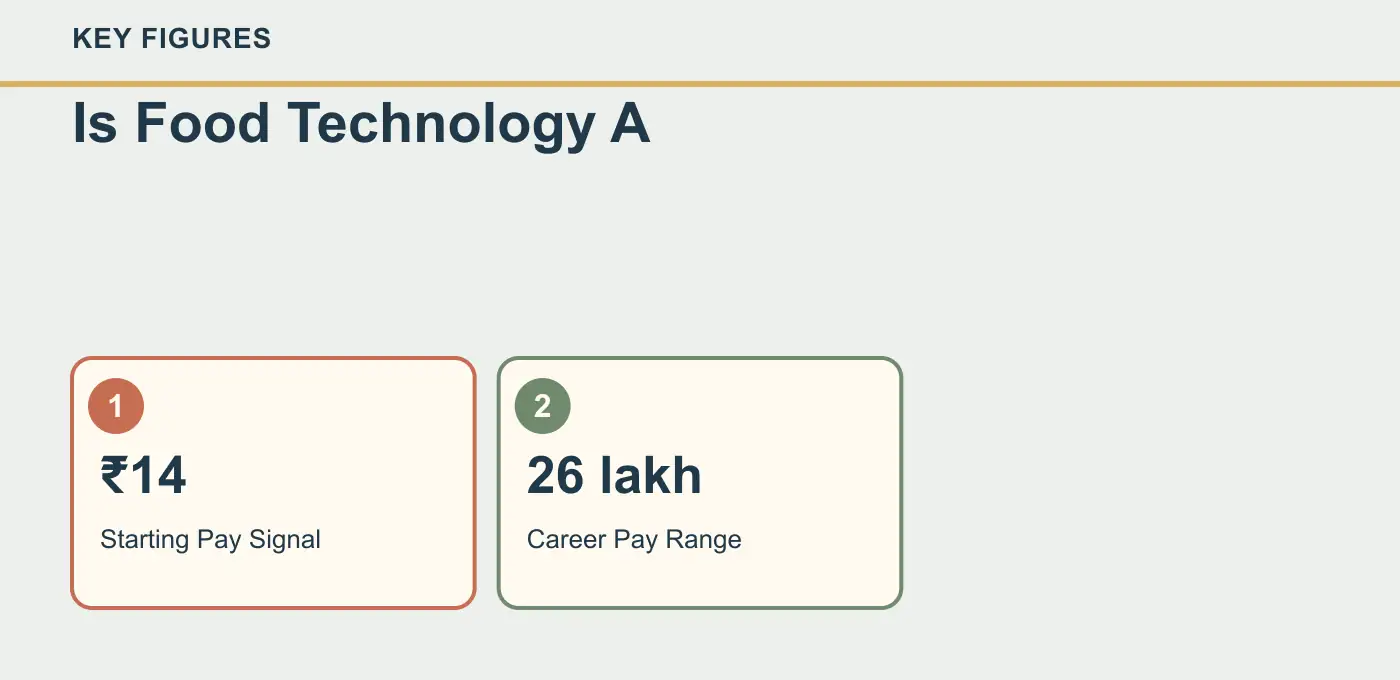 KEY FIGURES
Is Food Technology A
1
₹14
Starting Pay Signal
2
26 lakh
Career Pay Range